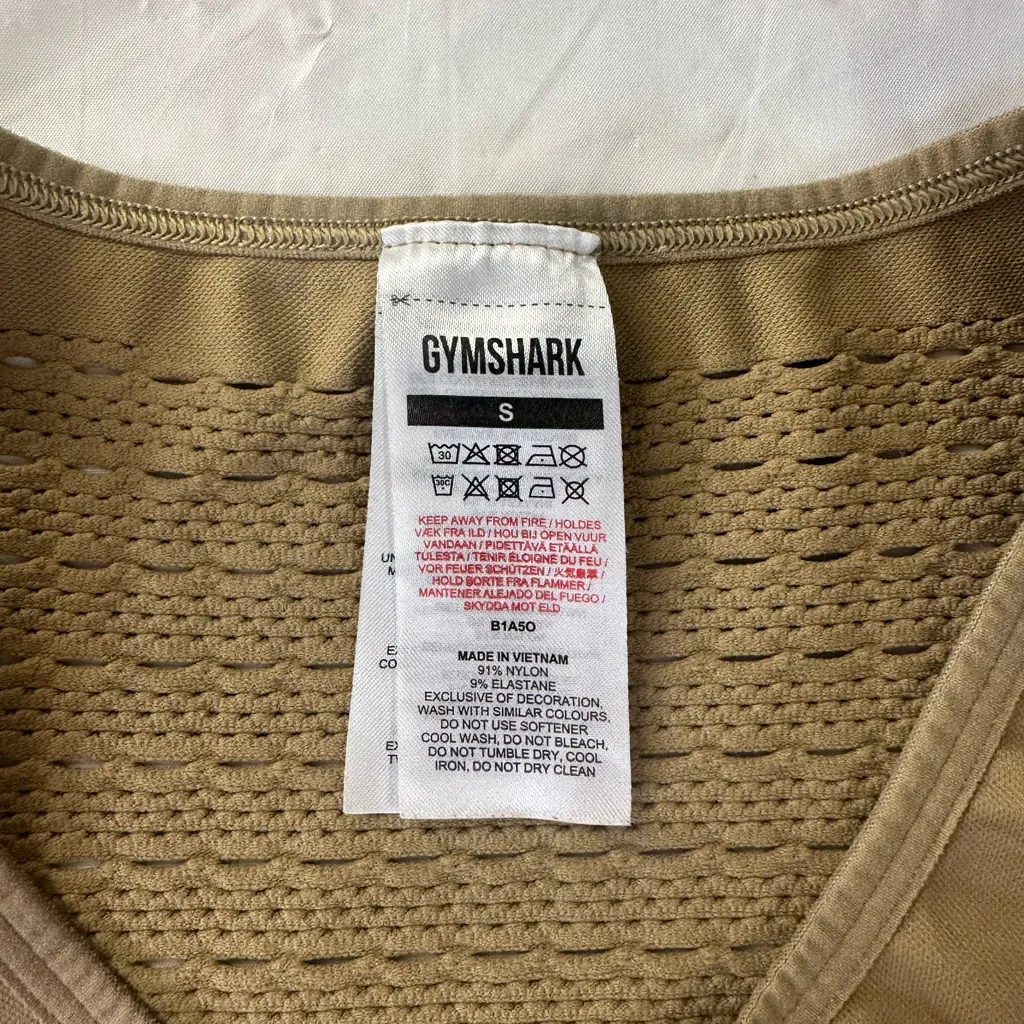 GYMSHARK
S
30
30C
KEEP AWAY FROM FIRE / HOLDES
VÆK FRA ILD / HOU BIJ OPEN VUUR
VANDAAN / PIDETTÄVÄ ETÄÄLLÄ
TULESTA / TENIR ÉLOIGNÉ DU FEU /
VOR FEUER SCHÜTZEN / 火気厳禁 /
HOLD BORTE FRA FLAMMER /
MANTENER ALEJADO DEL FUEGO /
SKYDDA MOT ELD
B1A5O
MADE IN VIETNAM
91% NYLON
9% ELASTANE
EXCLUSIVE OF DECORATION,
WASH WITH SIMILAR COLOURS,
DO NOT USE SOFTENER
COOL WASH, DO NOT BLEACH,
DO NOT TUMBLE DRY, COOL
IRON, DO NOT DRY CLEAN